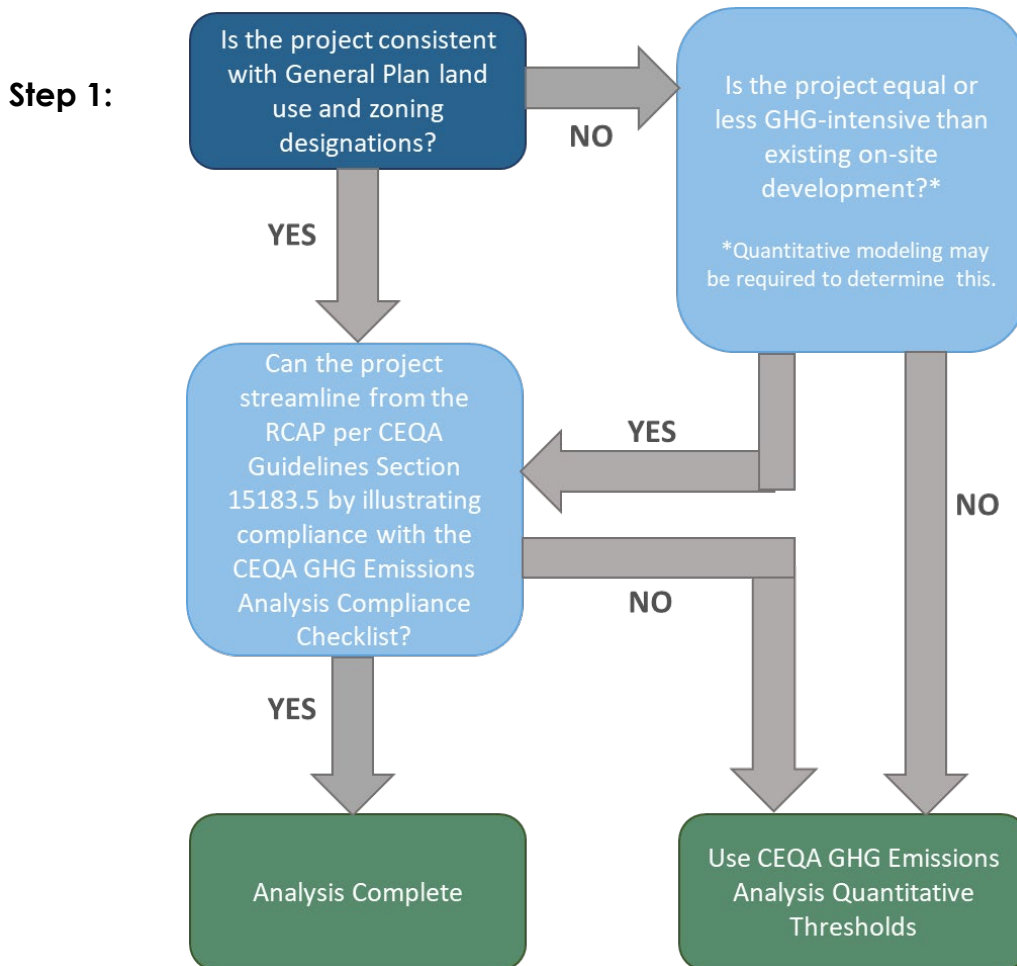 Step 1:
Is the project consistent
with General Plan land
use and zoning
designations?
NO
Is the project equal or
less GHG-intensive than
existing on-site
development?*
*Quantitative modeling may
be required to determine this.
YES
Can the project
streamline from the
RCAP per CEQA
Guidelines Section
15183.5 by illustrating
compliance with the
CEQA GHG Emissions
Analysis Compliance
Checklist?
YES
NO
NO
YES
Analysis Complete
Use CEQA GHG Emissions
Analysis Quantitative
Thresholds